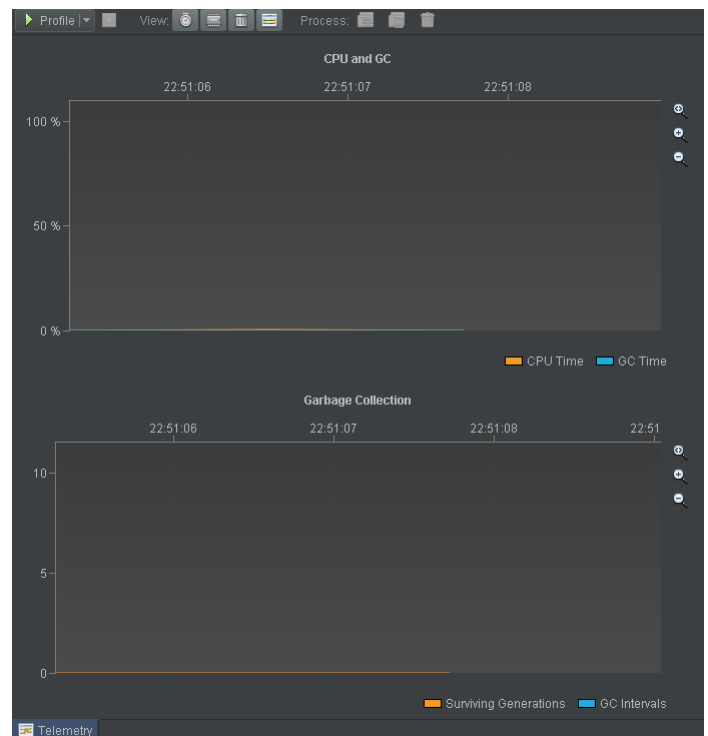 Profile View: Process:
CPU and GC
22:51:06 22:51:07 22:51:08
100 %
50 %
0 %
CPU Time GC Time
Garbage Collection
22:51:06 22:51:07 22:51:08 22:51
10
5
0
Surviving Generations GC Intervals
Telemetry